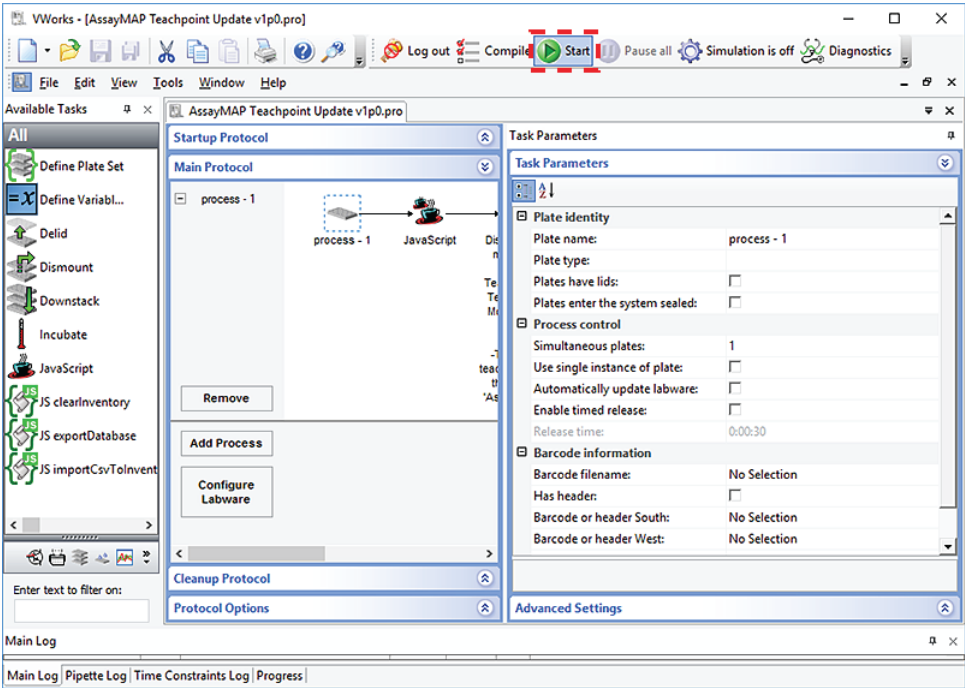 VWorks - [AssayMAP Teachpoint Update v1p0.pro]
Log out Compile Start Pause all Simulation is off Diagnostics
File Edit View Tools Window Help
Available Tasks
All
Define Plate Set
=x Define Variabl...
Delid
Dismount
Downstack
Incubate
JavaScript
JS clearInventory
JS exportDatabase
JS importCsvToInvent
Enter text to filter on:
AssayMAP Teachpoint Update v1p0.pro
Startup Protocol
Main Protocol
process - 1
process - 1 JavaScript Dis
Te
Te
-T
teac
'As
Remove
Add Process
Configure
Labware
Cleanup Protocol
Protocol Options
Task Parameters
Task Parameters
Plate identity
Plate name: process - 1
Plate type:
Plates have lids:
Plates enter the system sealed:
Process control
Simultaneous plates: 1
Use single instance of plate:
Automatically update labware:
Enable timed release:
Release time: 0:00:30
Barcode information
Barcode filename: No Selection
Has header:
Barcode or header South: No Selection
Barcode or header West: No Selection
Advanced Settings
Main Log
Main Log Pipette Log Time Constraints Log Progress